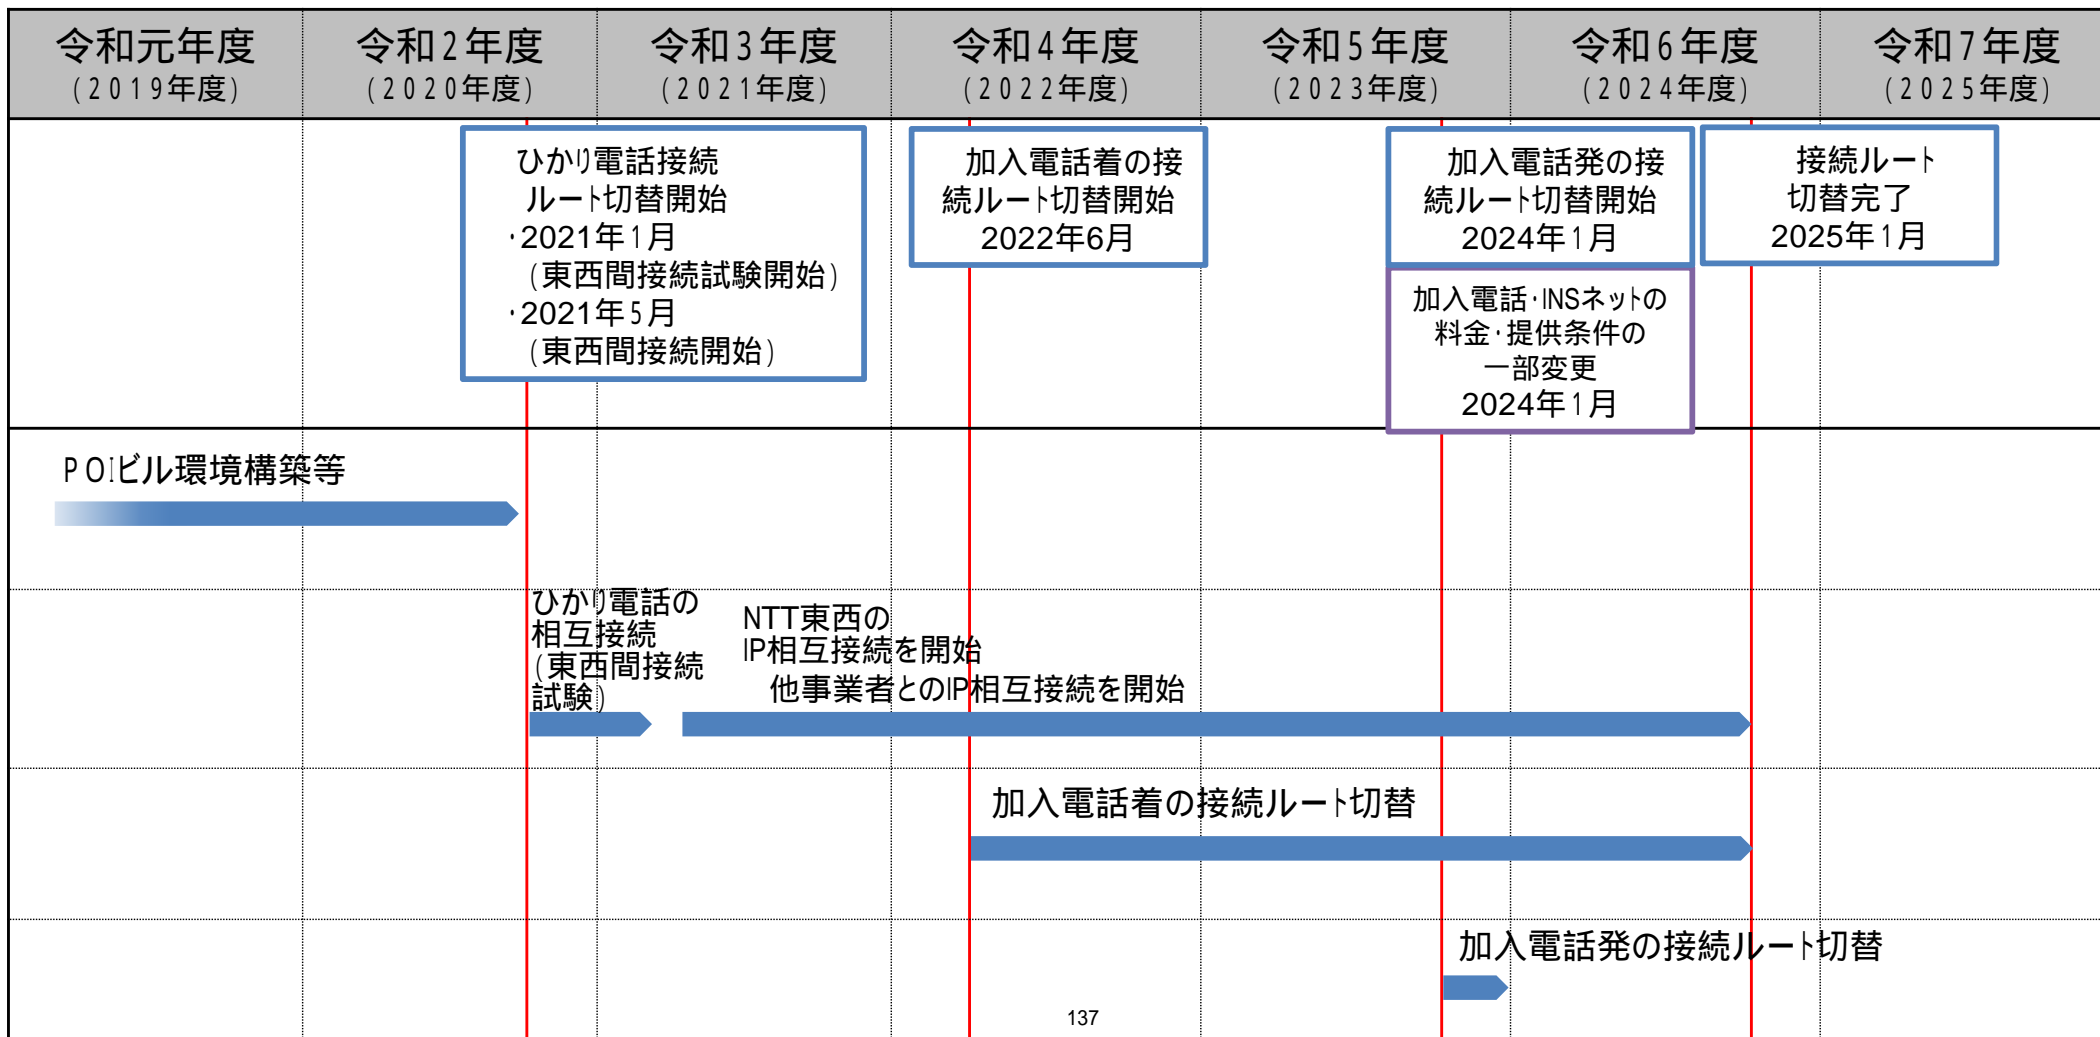 令和元年度
(2019年度)
令和2年度
(2020年度)
令和3年度
(2021年度)
令和4年度
(2022年度)
令和5年度
(2023年度)
令和6年度
(2024年度)
令和7年度
(2025年度)
ひかり電話接続
ルート切替開始
・2021年1月
(東西間接続試験開始)
・2021年5月
(東西間接続開始)
加入電話着の接
続ルート切替開始
2022年6月
加入電話発の接
続ルート切替開始
2024年1月
加入電話・INSネットの
料金・提供条件の
一部変更
2024年1月
接続ルート
切替完了
2025年1月
POIビル環境構築等
ひかり電話の
相互接続
(東西間接続
試験)
NTT東西の
IP相互接続を開始
他事業者とのIP相互接続を開始
加入電話着の接続ルート切替
加入電話発の接続ルート切替
137